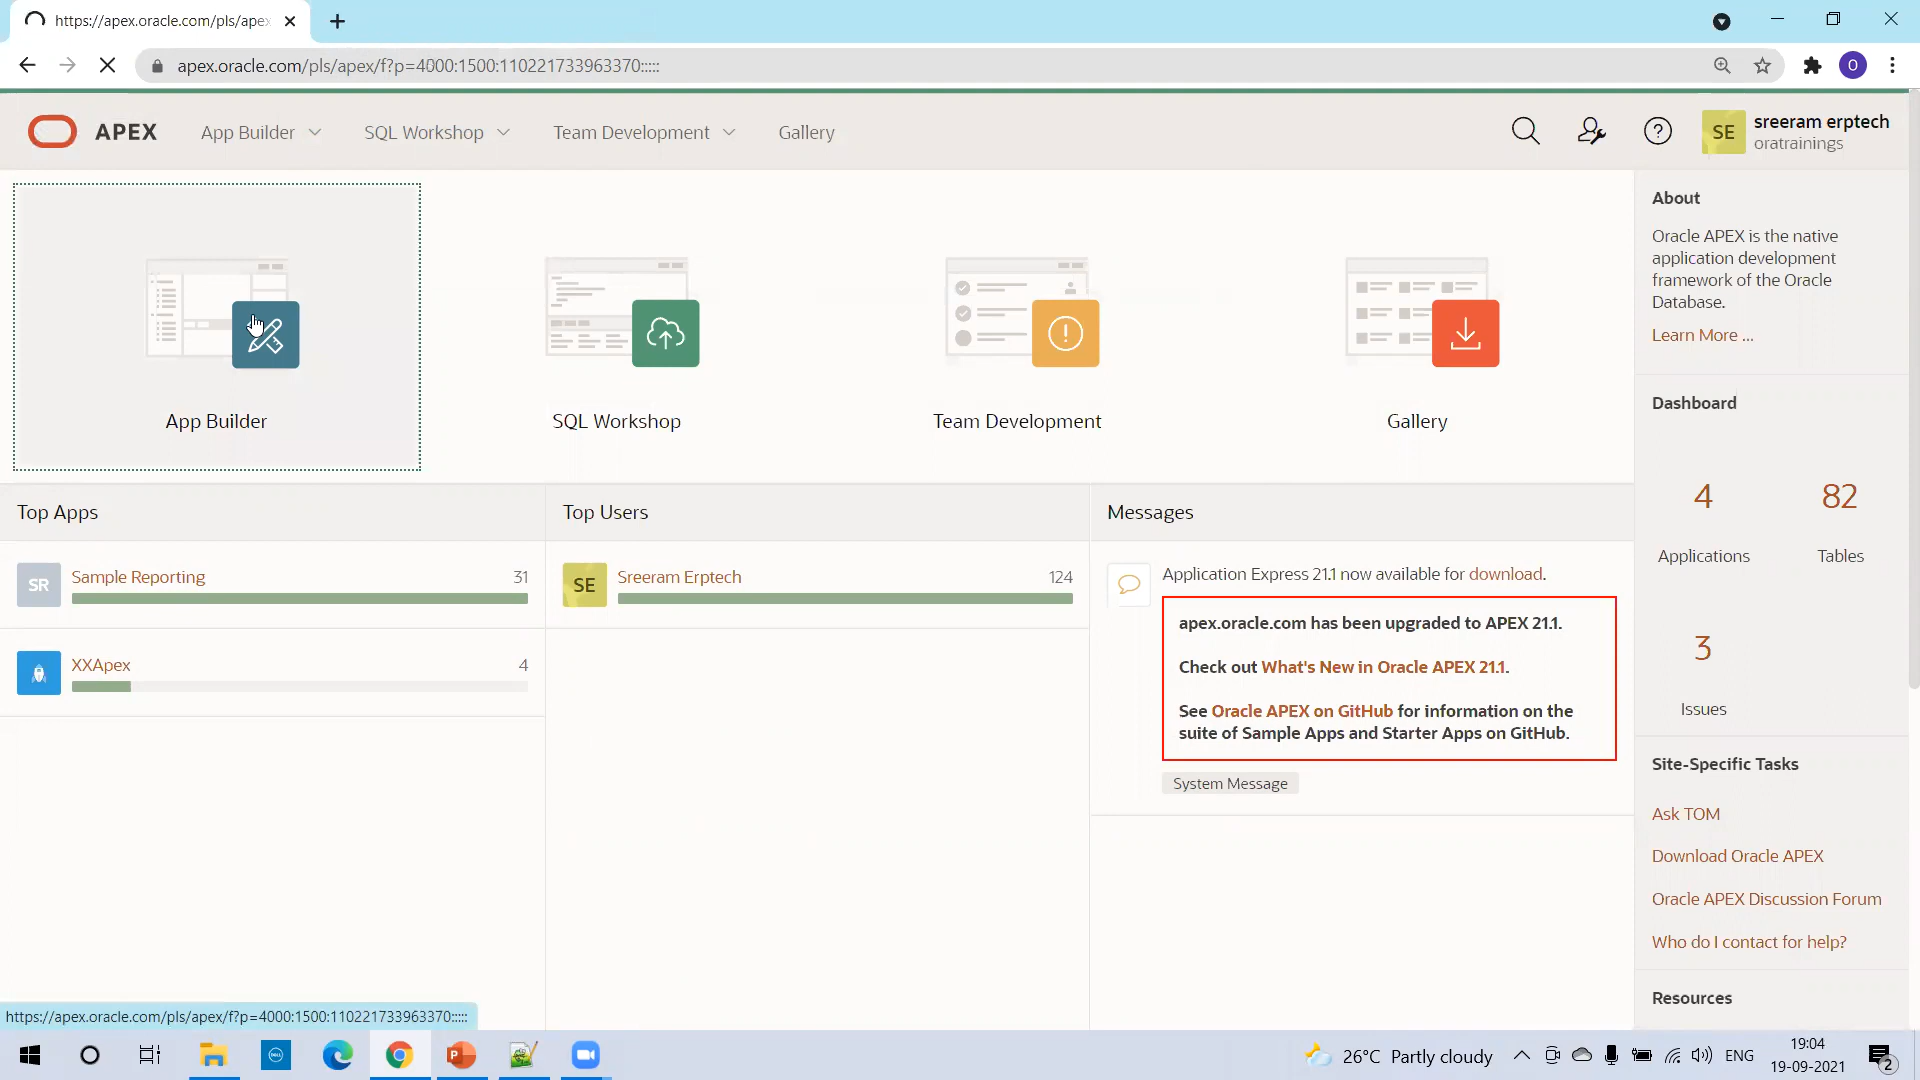 https://apex.oracle.com/pls/apex
apex.oracle.com/pls/apex/f?p=4000:1500:110221733963370:::::
O
APEX
App Builder
SQL Workshop
Team Development
Gallery
SE
sreeram erptech
oratrainings
App Builder
SQL Workshop
Team Development
Gallery
About
Oracle APEX is the native
application development
framework of the Oracle
Database.
Learn More ...
Dashboard
4
82
Applications
Tables
3
Issues
Top Apps
SR
Sample Reporting
31
XXApex
4
Top Users
SE
Sreeram Erptech
124
Messages
Application Express 21.1 now available for download.
apex.oracle.com has been upgraded to APEX 21.1.
Check out What's New in Oracle APEX 21.1.
See Oracle APEX on GitHub for information on the
suite of Sample Apps and Starter Apps on GitHub.
System Message
Site-Specific Tasks
Ask TOM
Download Oracle APEX
Oracle APEX Discussion Forum
Who do I contact for help?
Resources
https://apex.oracle.com/pls/apex/f?p=4000:1500:110221733963370:::::
26°C Partly cloudy
ENG
19:04
19-09-2021
2